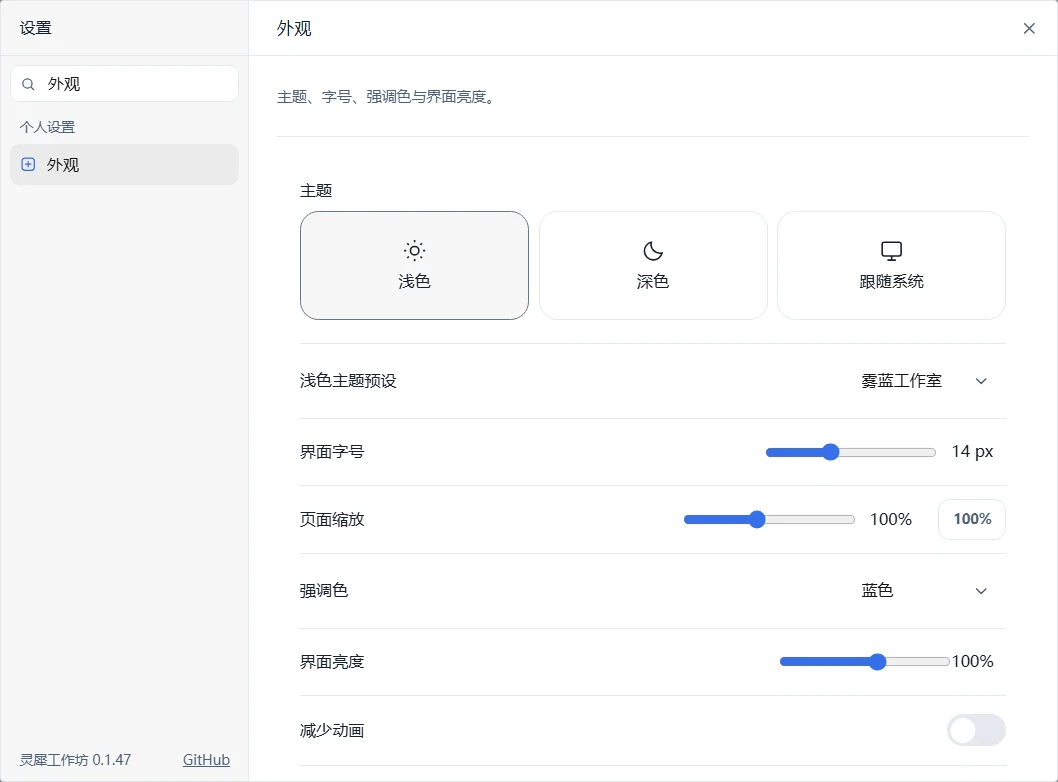 设置
外观
外观
个人设置
外观
主题、字号、强调色与界面亮度。
主题
浅色
深色
跟随系统
浅色主题预设
雾蓝工作室
界面字号
14 px
页面缩放
100%
100%
强调色
蓝色
界面亮度
100%
减少动画
灵犀工作坊 0.1.47
GitHub